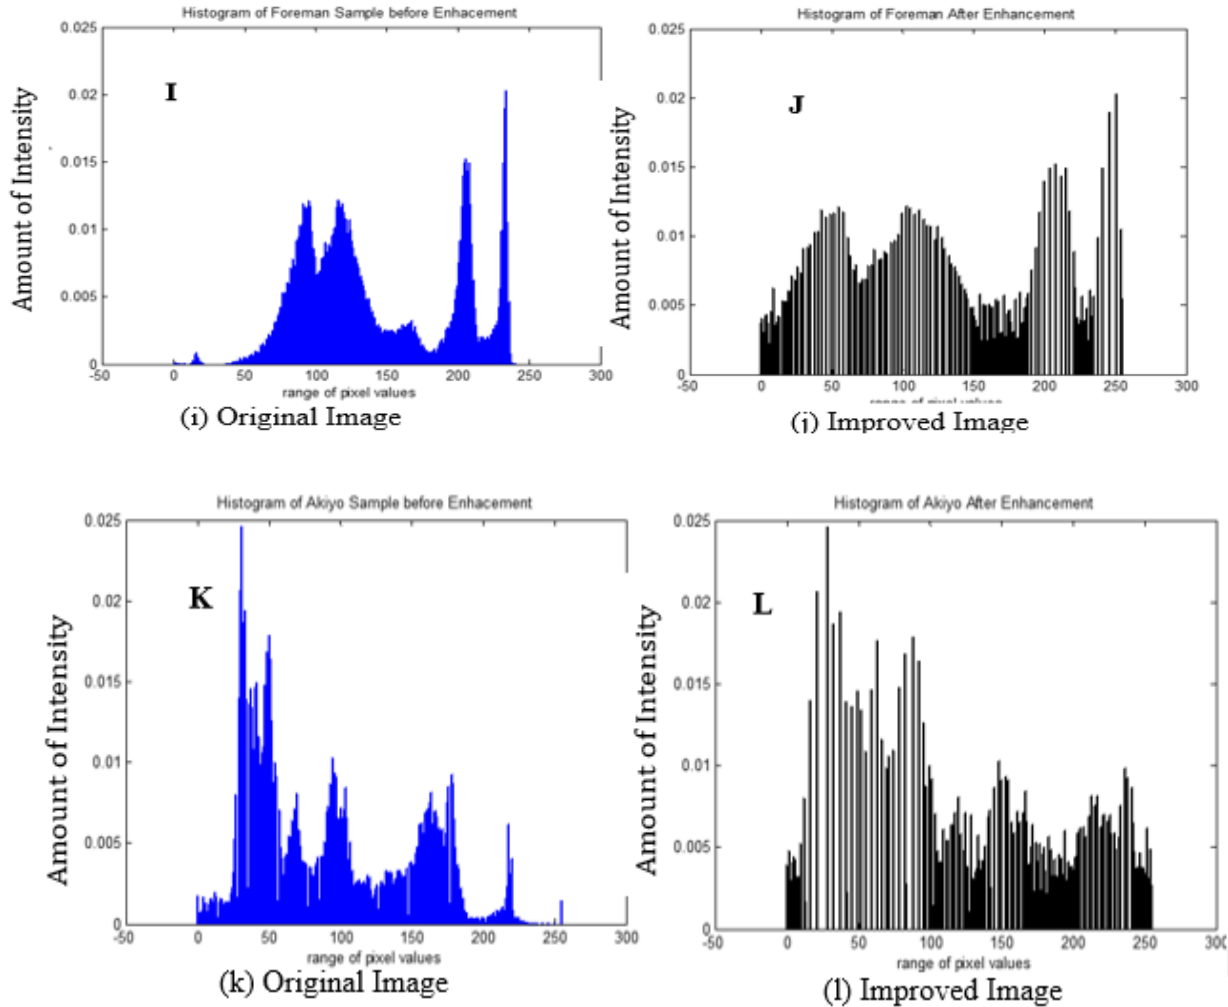 Histogram of Foreman Sample before Enhacement
0.025
0.02
0.015
0.01
0.005
0
-50 0 50 100 150 200 250 300
Amount of Intensity
I
range of pixel values
(i) Original Image
Histogram of Foreman After Enhancement
0.025
0.02
0.015
0.01
0.005
0
-50 0 50 100 150 200 250 300
Amount of Intensity
J
range of pixel values
(j) Improved Image
Histogram of Akiyo Sample before Enhacement
0.025
0.02
0.015
0.01
0.005
0
-50 0 50 100 150 200 250 300
Amount of Intensity
K
range of pixel values
(k) Original Image
Histogram of Akiyo After Enhancement
0.025
0.02
0.015
0.01
0.005
0
-50 0 50 100 150 200 250 300
Amount of Intensity
L
range of pixel values
(l) Improved Image